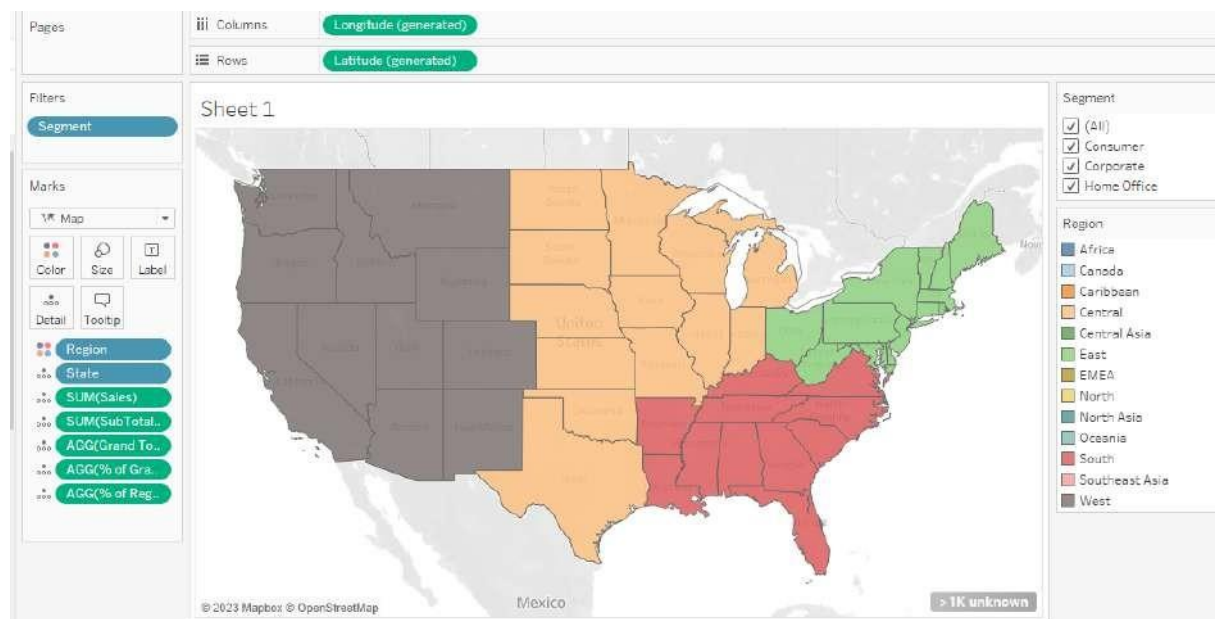 Pages
Columns
Longitude (generated)
Rows
Latitude (generated)
Filters
Segment
Marks
Map
Color
Size
Label
Detail
Tooltip
Region
State
SUM(Sales)
SUM(SubTotal..
AGG(Grand To..
AGG(% of Gra..
AGG(% of Reg..
Sheet 1
United
States
Mexico
© 2023 Mapbox © OpenStreetMap
>1K unknown
Segment
(All)
Consumer
Corporate
Home Office
Region
Africa
Canada
Caribbean
Central
Central Asia
East
EMEA
North
North Asia
Oceania
South
Southeast Asia
West